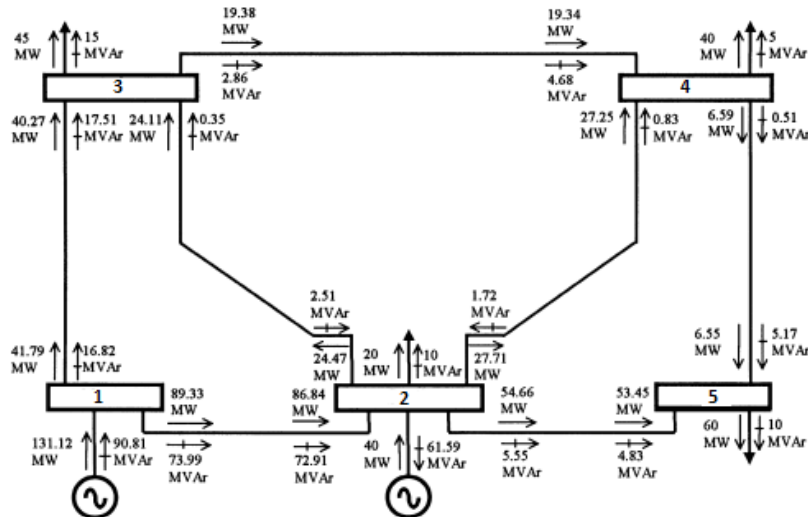 19.38
MW
2.86
MVAr
19.34
MW
4.68
MVAr
45
MW
15
MVAr
40
MW
5
MVAr
3
4
40.27
MW
17.51
MVAr
24.11
MW
0.35
MVAr
27.25
MW
0.83
MVAr
6.59
MW
0.51
MVAr
2.51
MVAr
24.47
MW
1.72
MVAr
27.71
MW
20
MW
10
MVAr
6.55
MW
5.17
MVAr
41.79
MW
16.82
MVAr
1
2
5
89.33
MW
73.99
MVAr
86.84
MW
72.91
MVAr
54.66
MW
5.55
MVAr
53.45
MW
4.83
MVAr
131.12
MW
90.81
MVAr
40
MW
61.59
MVAr
60
MW
10
MVAr